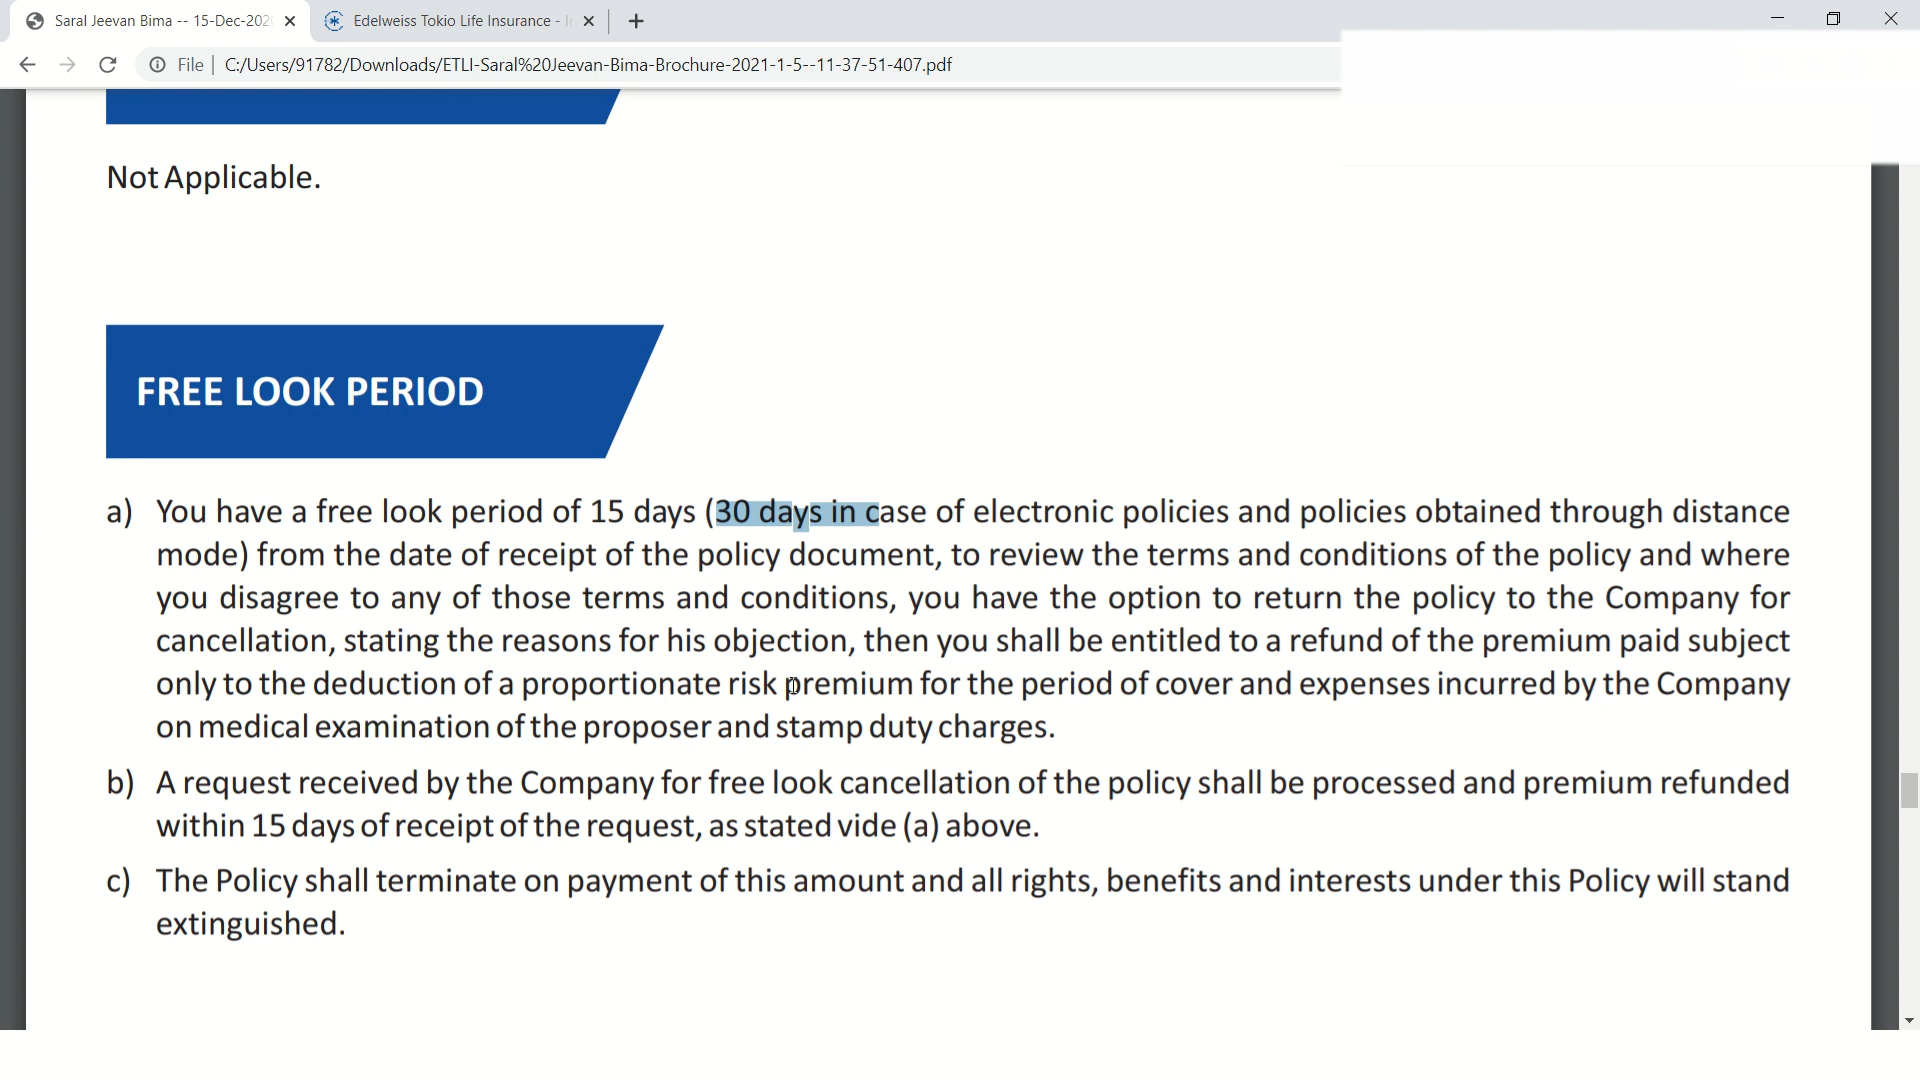 Saral Jeevan Bima -- 15-Dec-202
Edelweiss Tokio Life Insurance -
File
C:/Users/91782/Downloads/ETLI-Saral%20Jeevan-Bima-Brochure-2021-1-5--11-37-51-407.pdf
Not Applicable.
FREE LOOK PERIOD
a) You have a free look period of 15 days (30 days in case of electronic policies and policies obtained through distance
mode) from the date of receipt of the policy document, to review the terms and conditions of the policy and where
you disagree to any of those terms and conditions, you have the option to return the policy to the Company for
cancellation, stating the reasons for his objection, then you shall be entitled to a refund of the premium paid subject
only to the deduction of a proportionate risk premium for the period of cover and expenses incurred by the Company
on medical examination of the proposer and stamp duty charges.
b) A request received by the Company for free look cancellation of the policy shall be processed and premium refunded
within 15 days of receipt of the request, as stated vide (a) above.
c) The Policy shall terminate on payment of this amount and all rights, benefits and interests under this Policy will stand
extinguished.